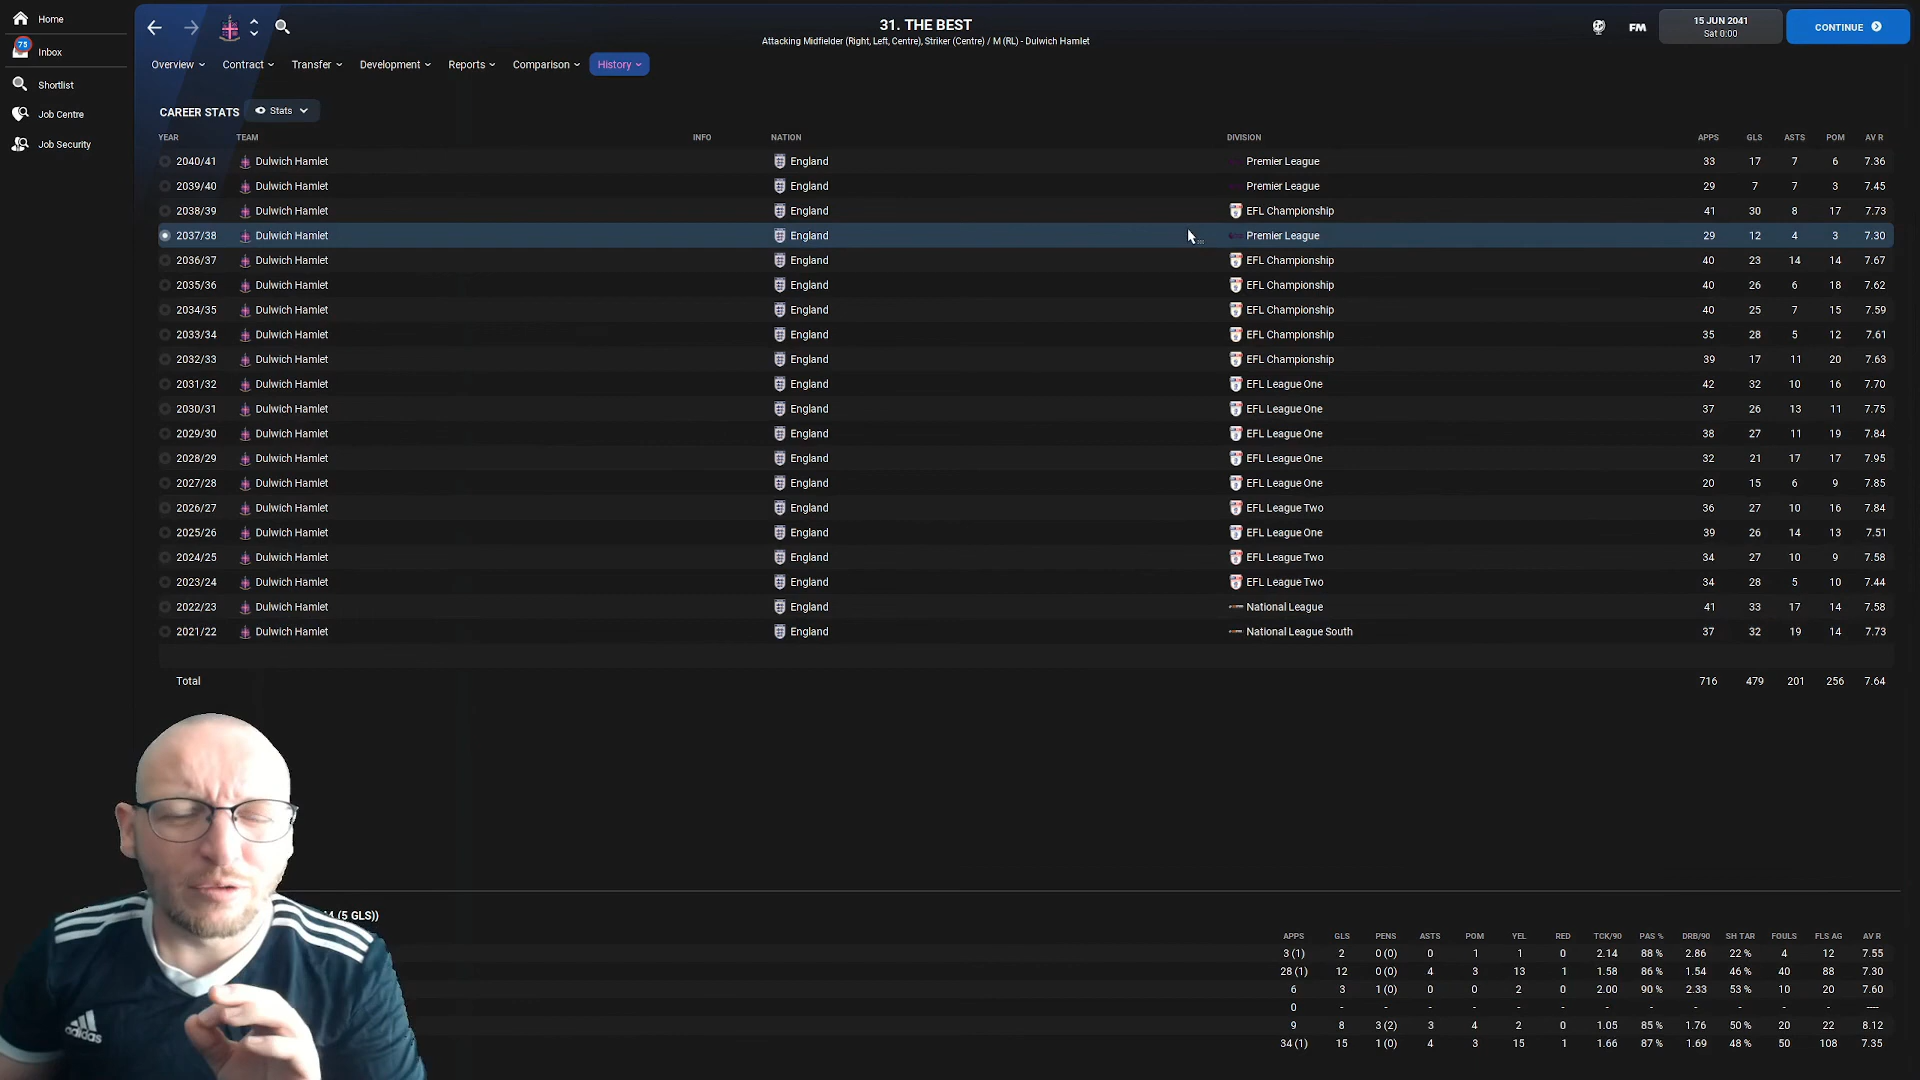 Home
75
Inbox
Shortlist
Job Centre
Job Security
31. THE BEST
Attacking Midfielder (Right, Left, Centre), Striker (Centre) / M (RL) - Dulwich Hamlet
FM
15 JUN 2041
Sat 0:00
CONTINUE
Overview Contract Transfer Development Reports Comparison History
CAREER STATS Stats
YEAR TEAM INFO NATION DIVISION APPS GLS ASTS POM AV R
2040/41 Dulwich Hamlet England Premier League 33 17 7 6 7.36
2039/40 Dulwich Hamlet England Premier League 29 7 7 3 7.45
2038/39 Dulwich Hamlet England EFL Championship 41 30 8 17 7.73
2037/38 Dulwich Hamlet England Premier League 29 12 4 3 7.30
2036/37 Dulwich Hamlet England EFL Championship 40 23 14 14 7.67
2035/36 Dulwich Hamlet England EFL Championship 40 26 6 18 7.62
2034/35 Dulwich Hamlet England EFL Championship 40 25 7 15 7.59
2033/34 Dulwich Hamlet England EFL Championship 35 28 5 12 7.61
2032/33 Dulwich Hamlet England EFL Championship 39 17 11 20 7.63
2031/32 Dulwich Hamlet England EFL League One 42 32 10 16 7.70
2030/31 Dulwich Hamlet England EFL League One 37 26 13 11 7.75
2029/30 Dulwich Hamlet England EFL League One 38 27 11 19 7.84
2028/29 Dulwich Hamlet England EFL League One 32 21 17 17 7.95
2027/28 Dulwich Hamlet England EFL League One 20 15 6 9 7.85
2026/27 Dulwich Hamlet England EFL League Two 36 27 10 16 7.84
2025/26 Dulwich Hamlet England EFL League One 39 26 14 13 7.51
2024/25 Dulwich Hamlet England EFL League Two 34 27 10 9 7.58
2023/24 Dulwich Hamlet England EFL League Two 34 28 5 10 7.44
2022/23 Dulwich Hamlet England National League 41 33 17 14 7.58
2021/22 Dulwich Hamlet England National League South 37 32 19 14 7.73
Total 716 479 201 256 7.64
(5 GLS))
APPS GLS PENS ASTS POM YEL RED TCK/90 PAS % DRB/90 SH TAR FOULS FLS AG AV R
3 (1) 2 0 (0) 0 1 1 0 2.14 88 % 2.86 22 % 4 12 7.55
28 (1) 12 0 (0) 4 3 13 1 1.58 86 % 1.54 46 % 40 88 7.30
6 3 1 (0) 0 0 2 0 2.00 90 % 2.33 53 % 10 20 7.60
0 - - - - - - - - - - - - ---
9 8 3 (2) 3 4 2 0 1.05 85 % 1.76 50 % 20 22 8.12
34 (1) 15 1 (0) 4 3 15 1 1.66 87 % 1.69 48 % 50 108 7.35
adidas